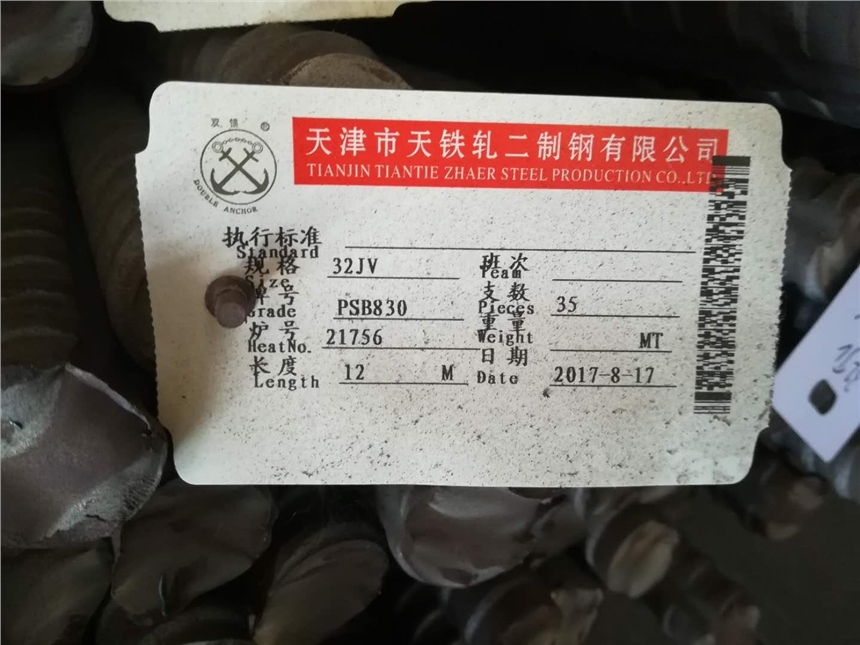 双锚 ®
DOUBLE ANCHOR
天津市天铁轧二制钢有限公司
TIANJIN TIANTIE ZHAER STEEL PRODUCTION CO.,LTD
执行标准
Standard
规格 32JV 班次
Size Team
牌号 PSB830 支数 35
Grade Pieces
炉号 21756 重量 MT
HeatNo. Weight
长度 12 M 日期 2017-8-17
Length Date